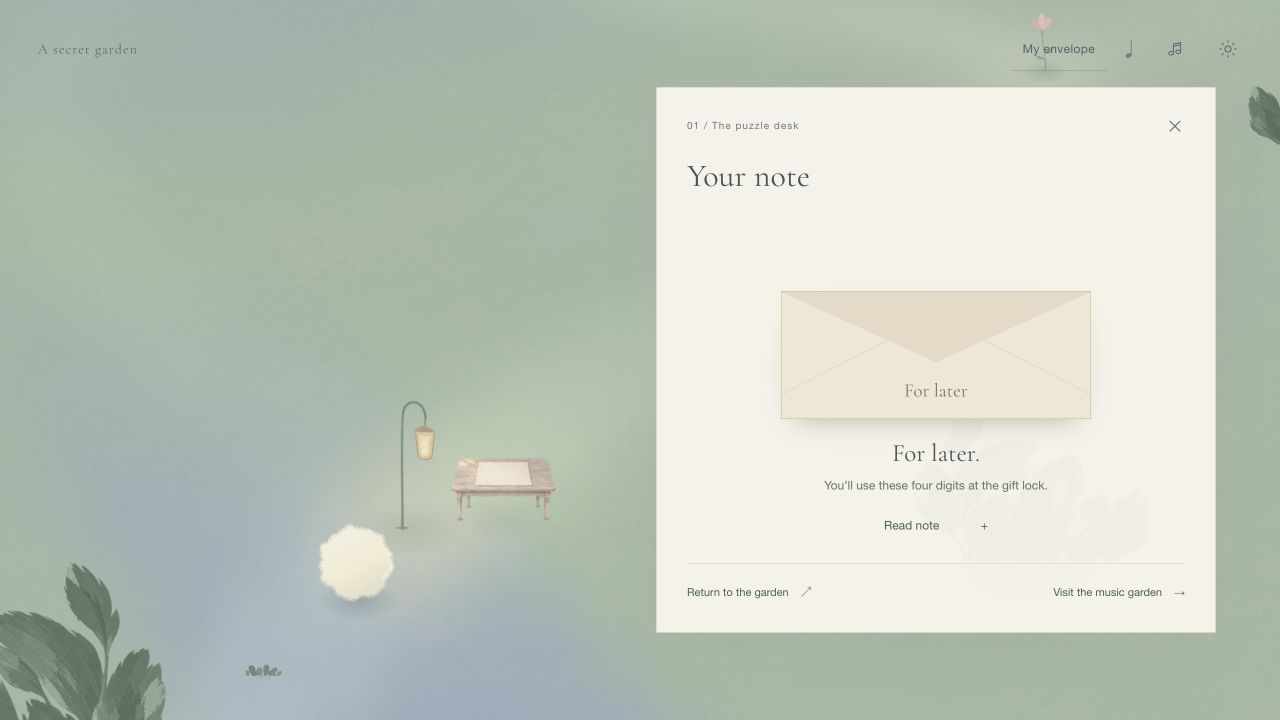 A secret garden
My envelope
01 / The puzzle desk
Your note
For later
For later.
You'll use these four digits at the gift lock.
Read note +
Return to the garden ↗
Visit the music garden →